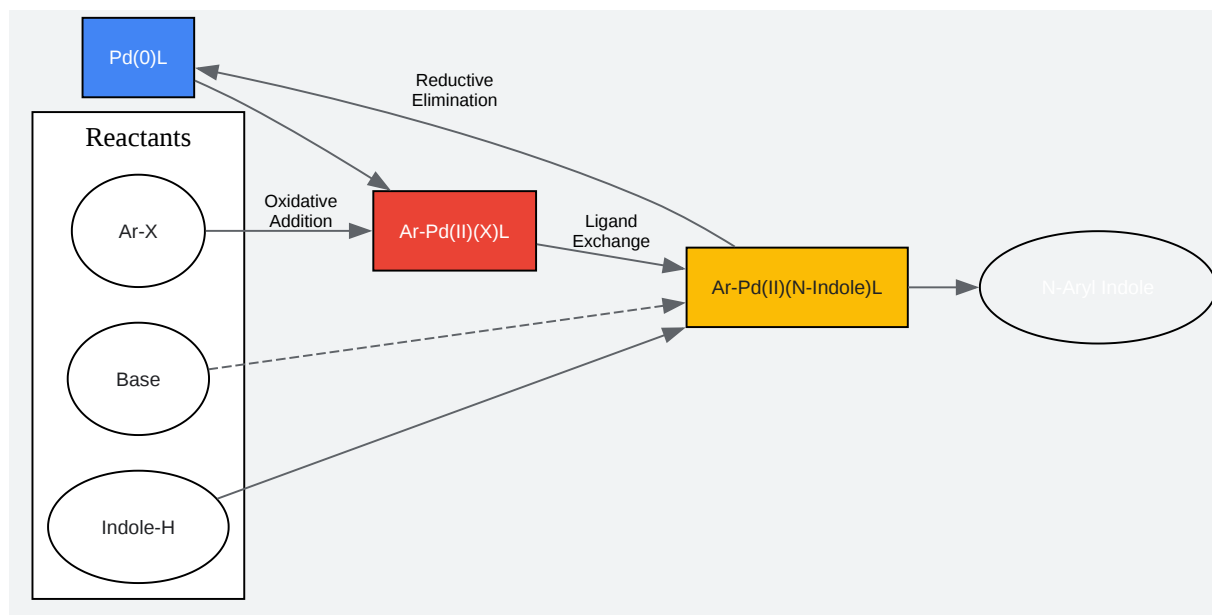 Pd(0)L
Reductive
Elimination
Reactants
Ar-X
Oxidative
Addition
Ar-Pd(II)(X)L
Ligand
Exchange
Ar-Pd(II)(N-Indole)L
N-Aryl Indole
Base
Indole-H